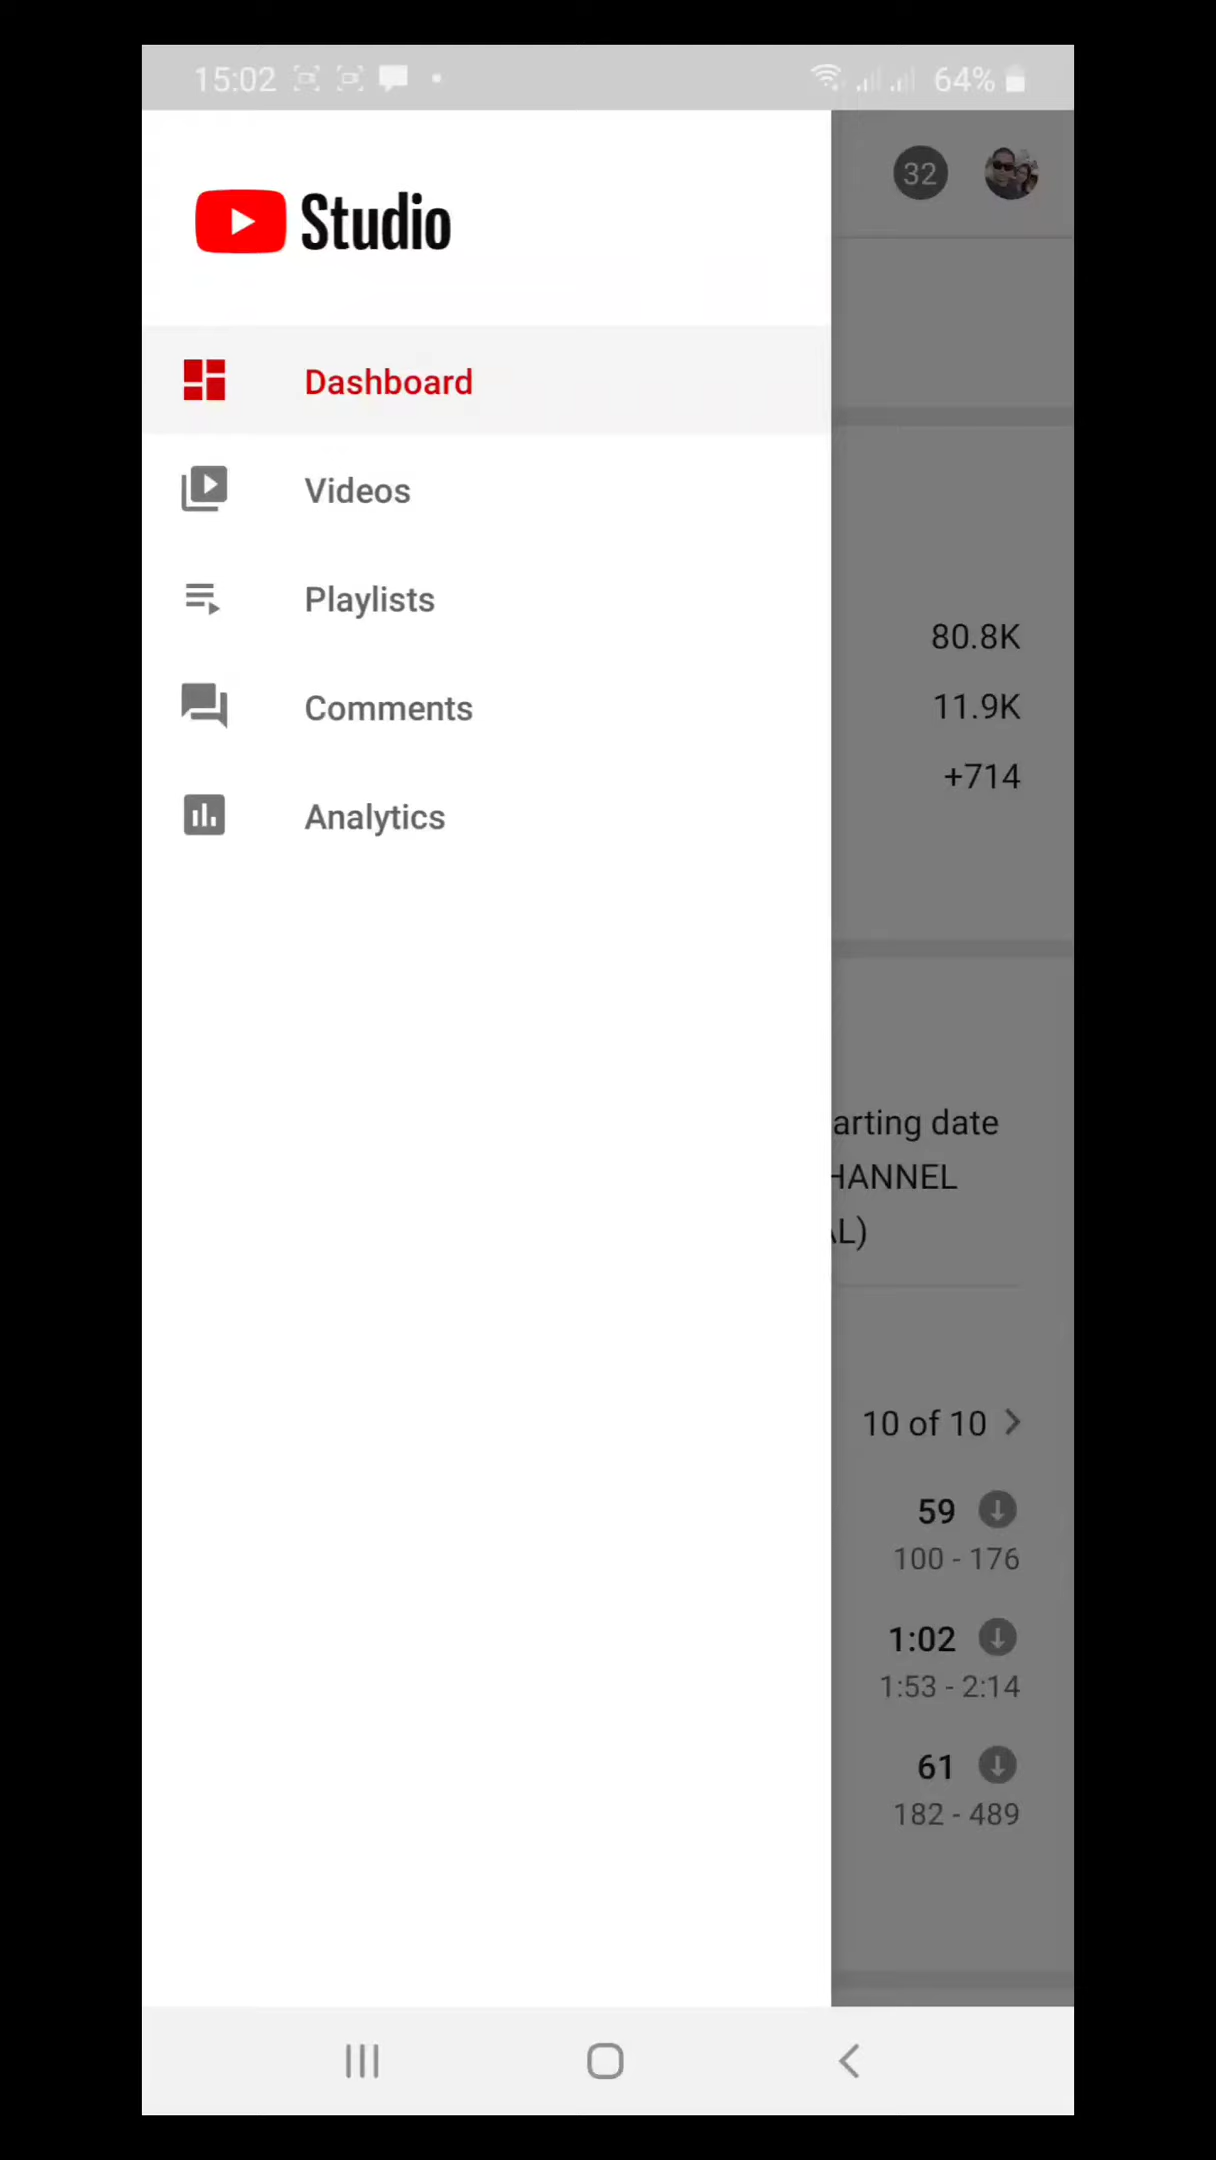 15:02
64%
Studio
32
Dashboard
Videos
Playlists
Comments
Analytics
80.8K
11.9K
+714
arting date
HANNEL
AL)
10 of 10
59
100 - 176
1:02
1:53 - 2:14
61
182 - 489